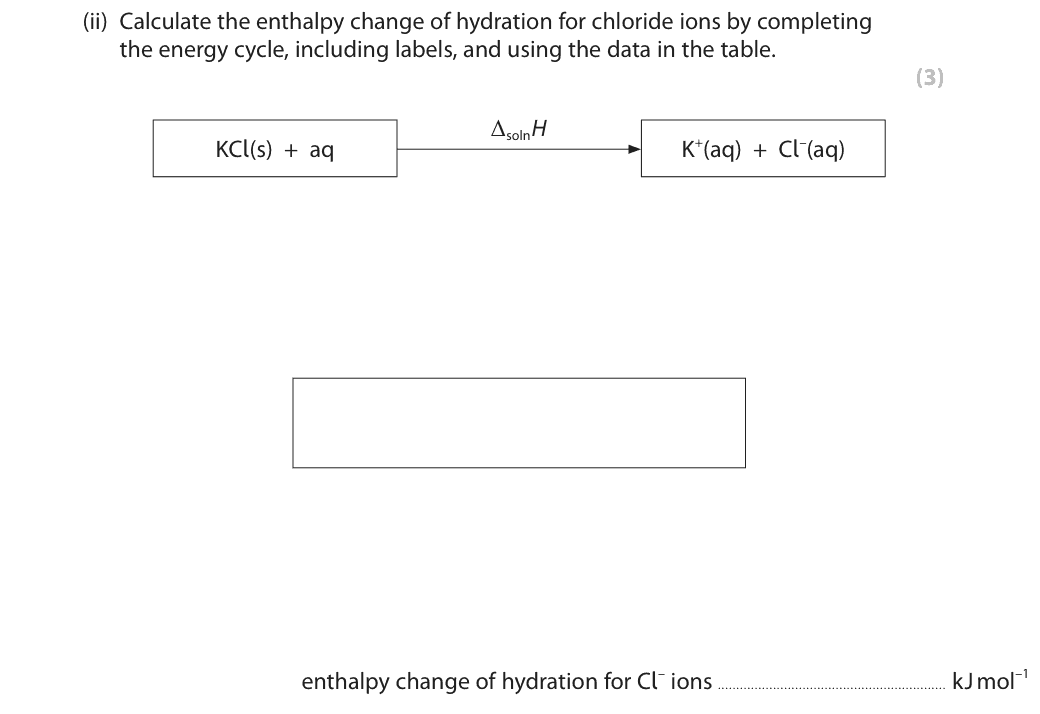 (ii) Calculate the enthalpy change of hydration for chloride ions by completing
the energy cycle, including labels, and using the data in the table.
(3)
ΔsolnH
KCl(s) + aq
K⁺(aq) + Cl⁻(aq)
enthalpy change of hydration for Cl⁻ ions .............................................................. kJ mol⁻¹